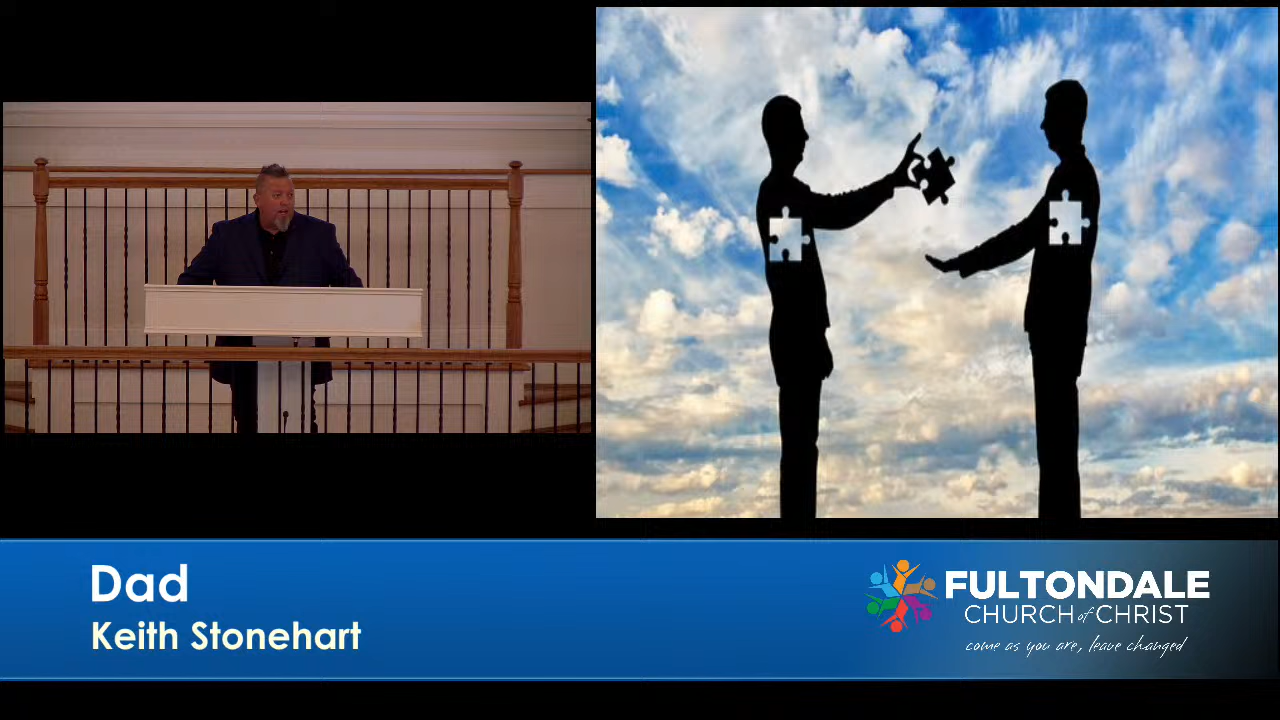 Dad
Keith Stonehart
FULTONDALE
CHURCH of CHRIST
come as you are, leave changed